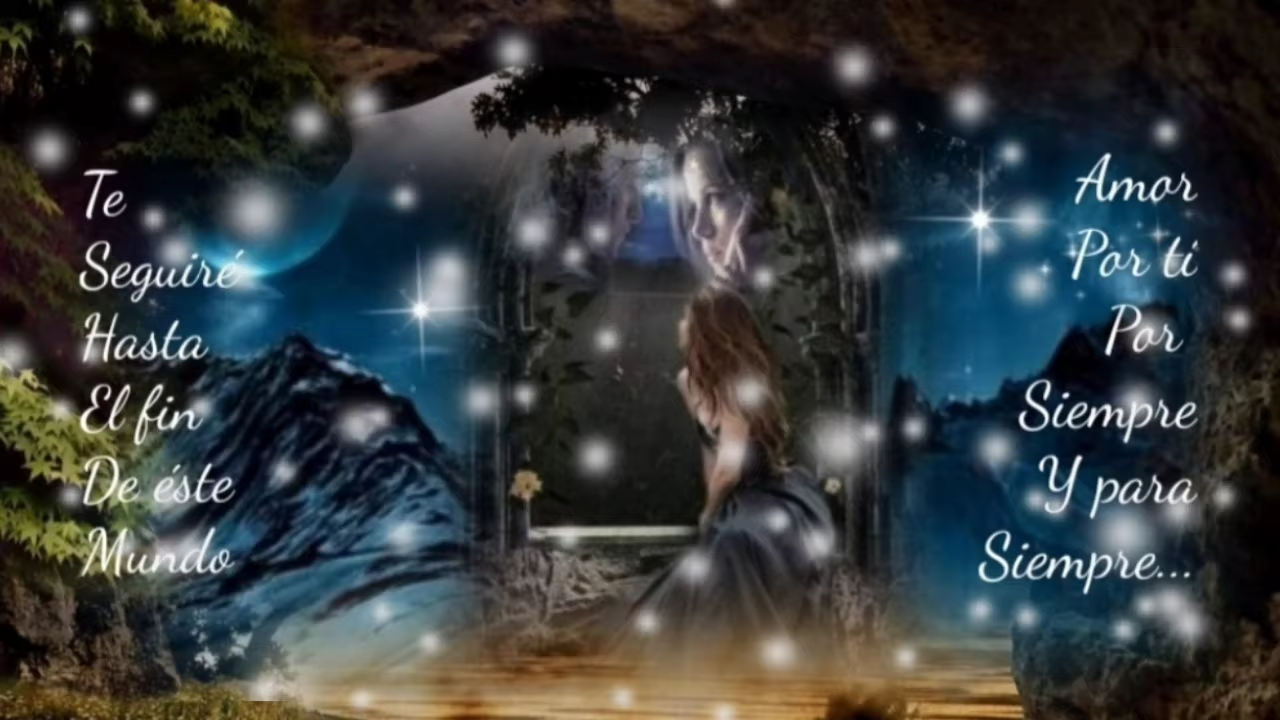 Te
Seguiré
Hasta
El fin
De éste
Mundo
Amor
Por ti
Por
Siempre
Y para
Siempre...